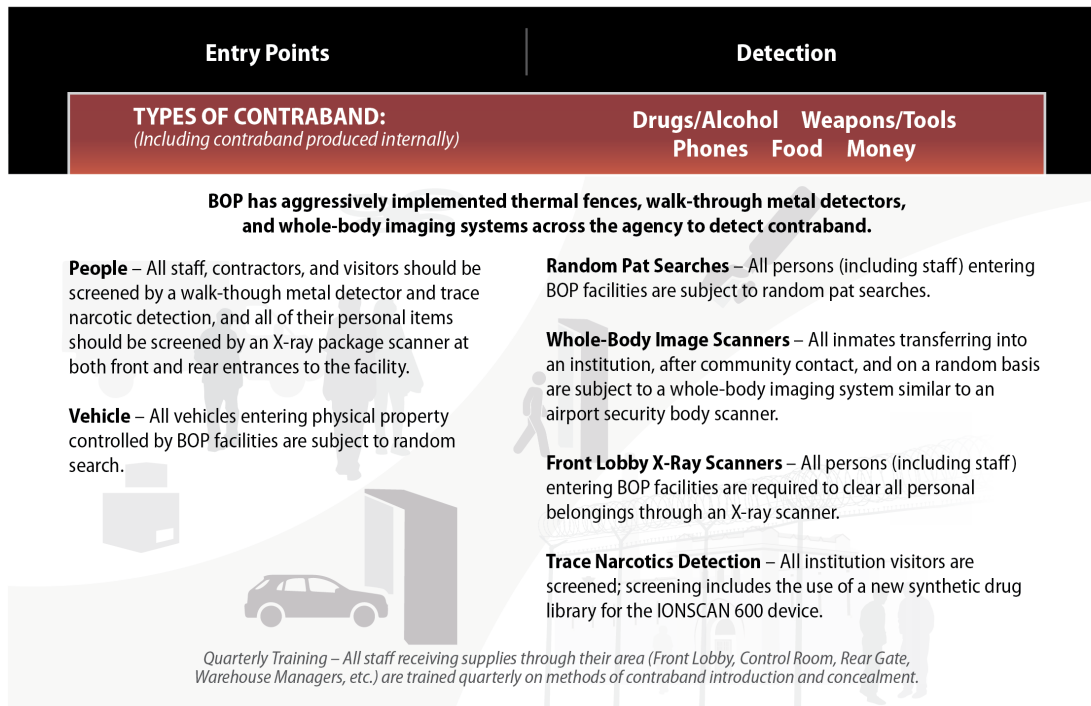 Entry Points
Detection
TYPES OF CONTRABAND:
(Including contraband produced internally)
Drugs/Alcohol Weapons/Tools
Phones Food Money
BOP has aggressively implemented thermal fences, walk-through metal detectors,
and whole-body imaging systems across the agency to detect contraband.
People – All staff, contractors, and visitors should be
screened by a walk-though metal detector and trace
narcotic detection, and all of their personal items
should be screened by an X-ray package scanner at
both front and rear entrances to the facility.
Vehicle – All vehicles entering physical property
controlled by BOP facilities are subject to random
search.
Random Pat Searches – All persons (including staff) entering
BOP facilities are subject to random pat searches.
Whole-Body Image Scanners – All inmates transferring into
an institution, after community contact, and on a random basis
are subject to a whole-body imaging system similar to an
airport security body scanner.
Front Lobby X-Ray Scanners – All persons (including staff)
entering BOP facilities are required to clear all personal
belongings through an X-ray scanner.
Trace Narcotics Detection – All institution visitors are
screened; screening includes the use of a new synthetic drug
library for the IONSCAN 600 device.
Quarterly Training – All staff receiving supplies through their area (Front Lobby, Control Room, Rear Gate,
Warehouse Managers, etc.) are trained quarterly on methods of contraband introduction and concealment.